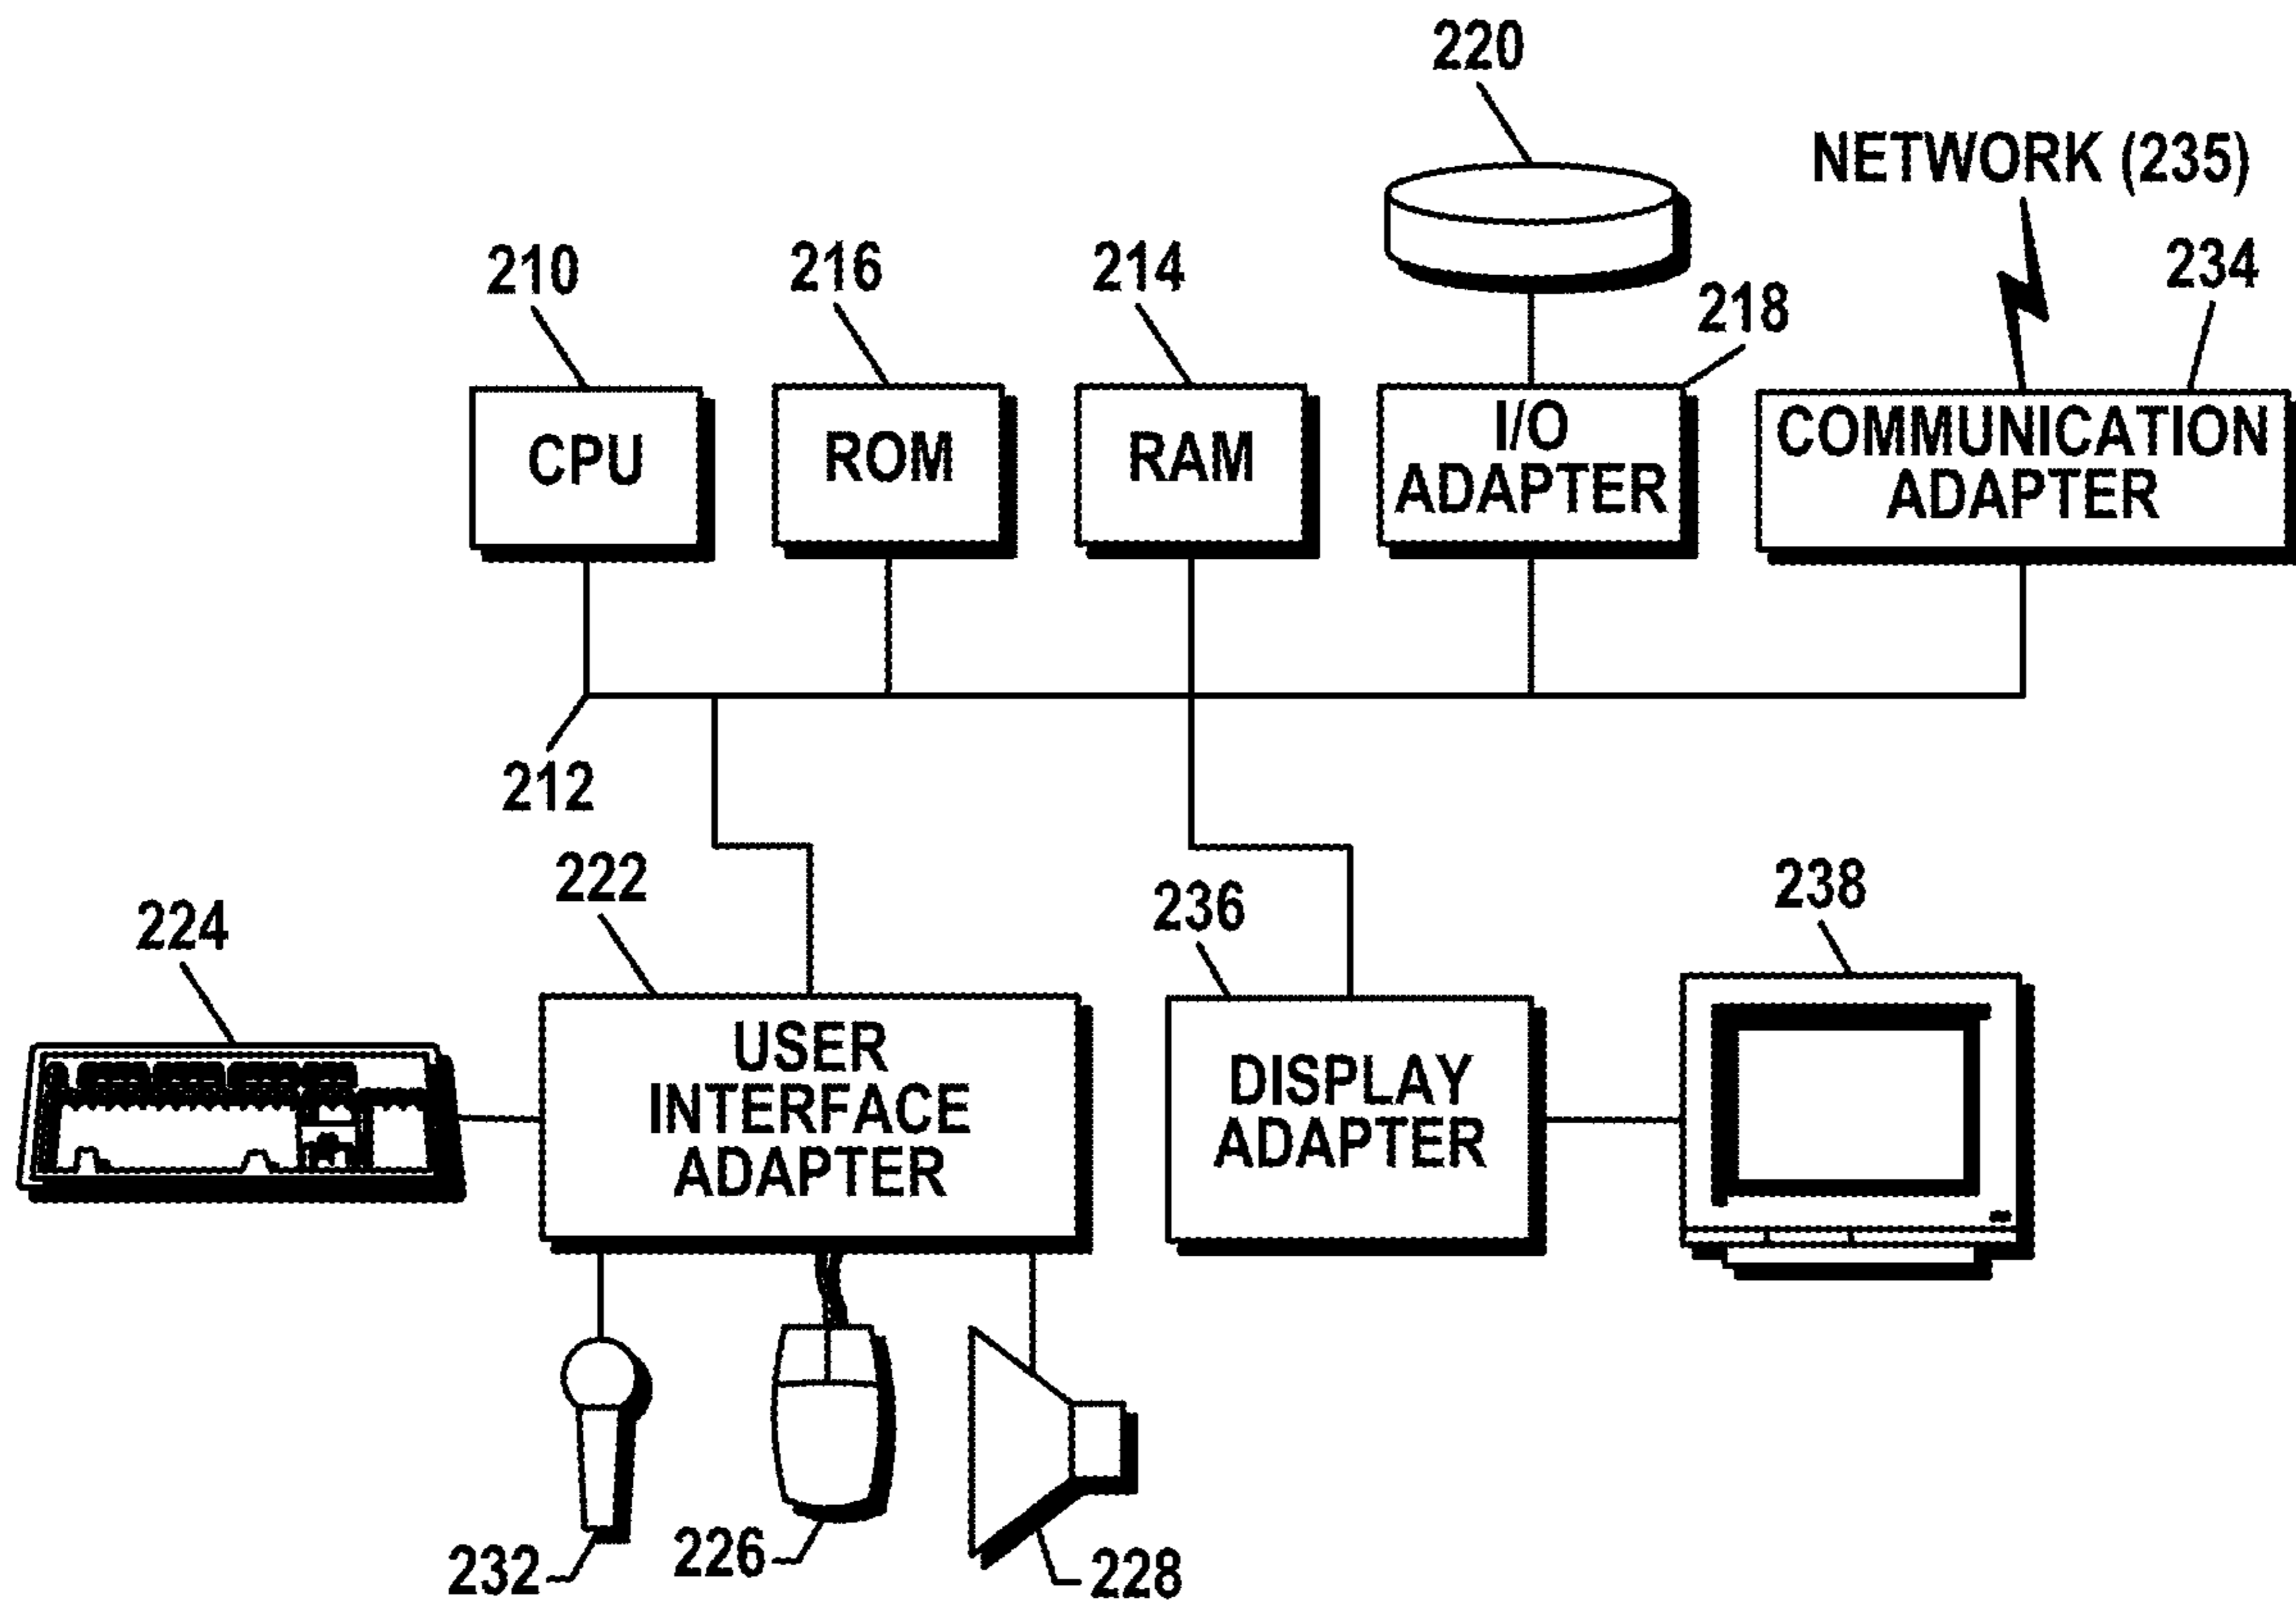 220
NETWORK (235)
210
216
214
234
218
CPU
ROM
RAM
I/O
ADAPTER
COMMUNICATION
ADAPTER
212
222
224
236
238
USER
INTERFACE
ADAPTER
DISPLAY
ADAPTER
232
226
228